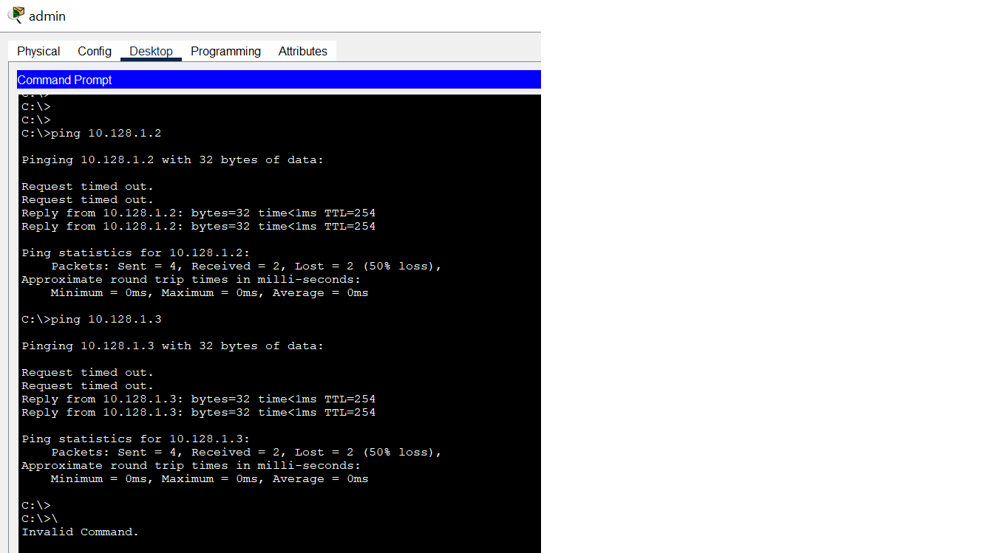 admin
Physical Config Desktop Programming Attributes
Command Prompt
C:\>
C:\>
C:\>
C:\>ping 10.128.1.2
Pinging 10.128.1.2 with 32 bytes of data:
Request timed out.
Request timed out.
Reply from 10.128.1.2: bytes=32 time<1ms TTL=254
Reply from 10.128.1.2: bytes=32 time<1ms TTL=254
Ping statistics for 10.128.1.2:
Packets: Sent = 4, Received = 2, Lost = 2 (50% loss),
Approximate round trip times in milli-seconds:
Minimum = 0ms, Maximum = 0ms, Average = 0ms
C:\>ping 10.128.1.3
Pinging 10.128.1.3 with 32 bytes of data:
Request timed out.
Request timed out.
Reply from 10.128.1.3: bytes=32 time<1ms TTL=254
Reply from 10.128.1.3: bytes=32 time<1ms TTL=254
Ping statistics for 10.128.1.3:
Packets: Sent = 4, Received = 2, Lost = 2 (50% loss),
Approximate round trip times in milli-seconds:
Minimum = 0ms, Maximum = 0ms, Average = 0ms
C:\>
C:\>\
Invalid Command.